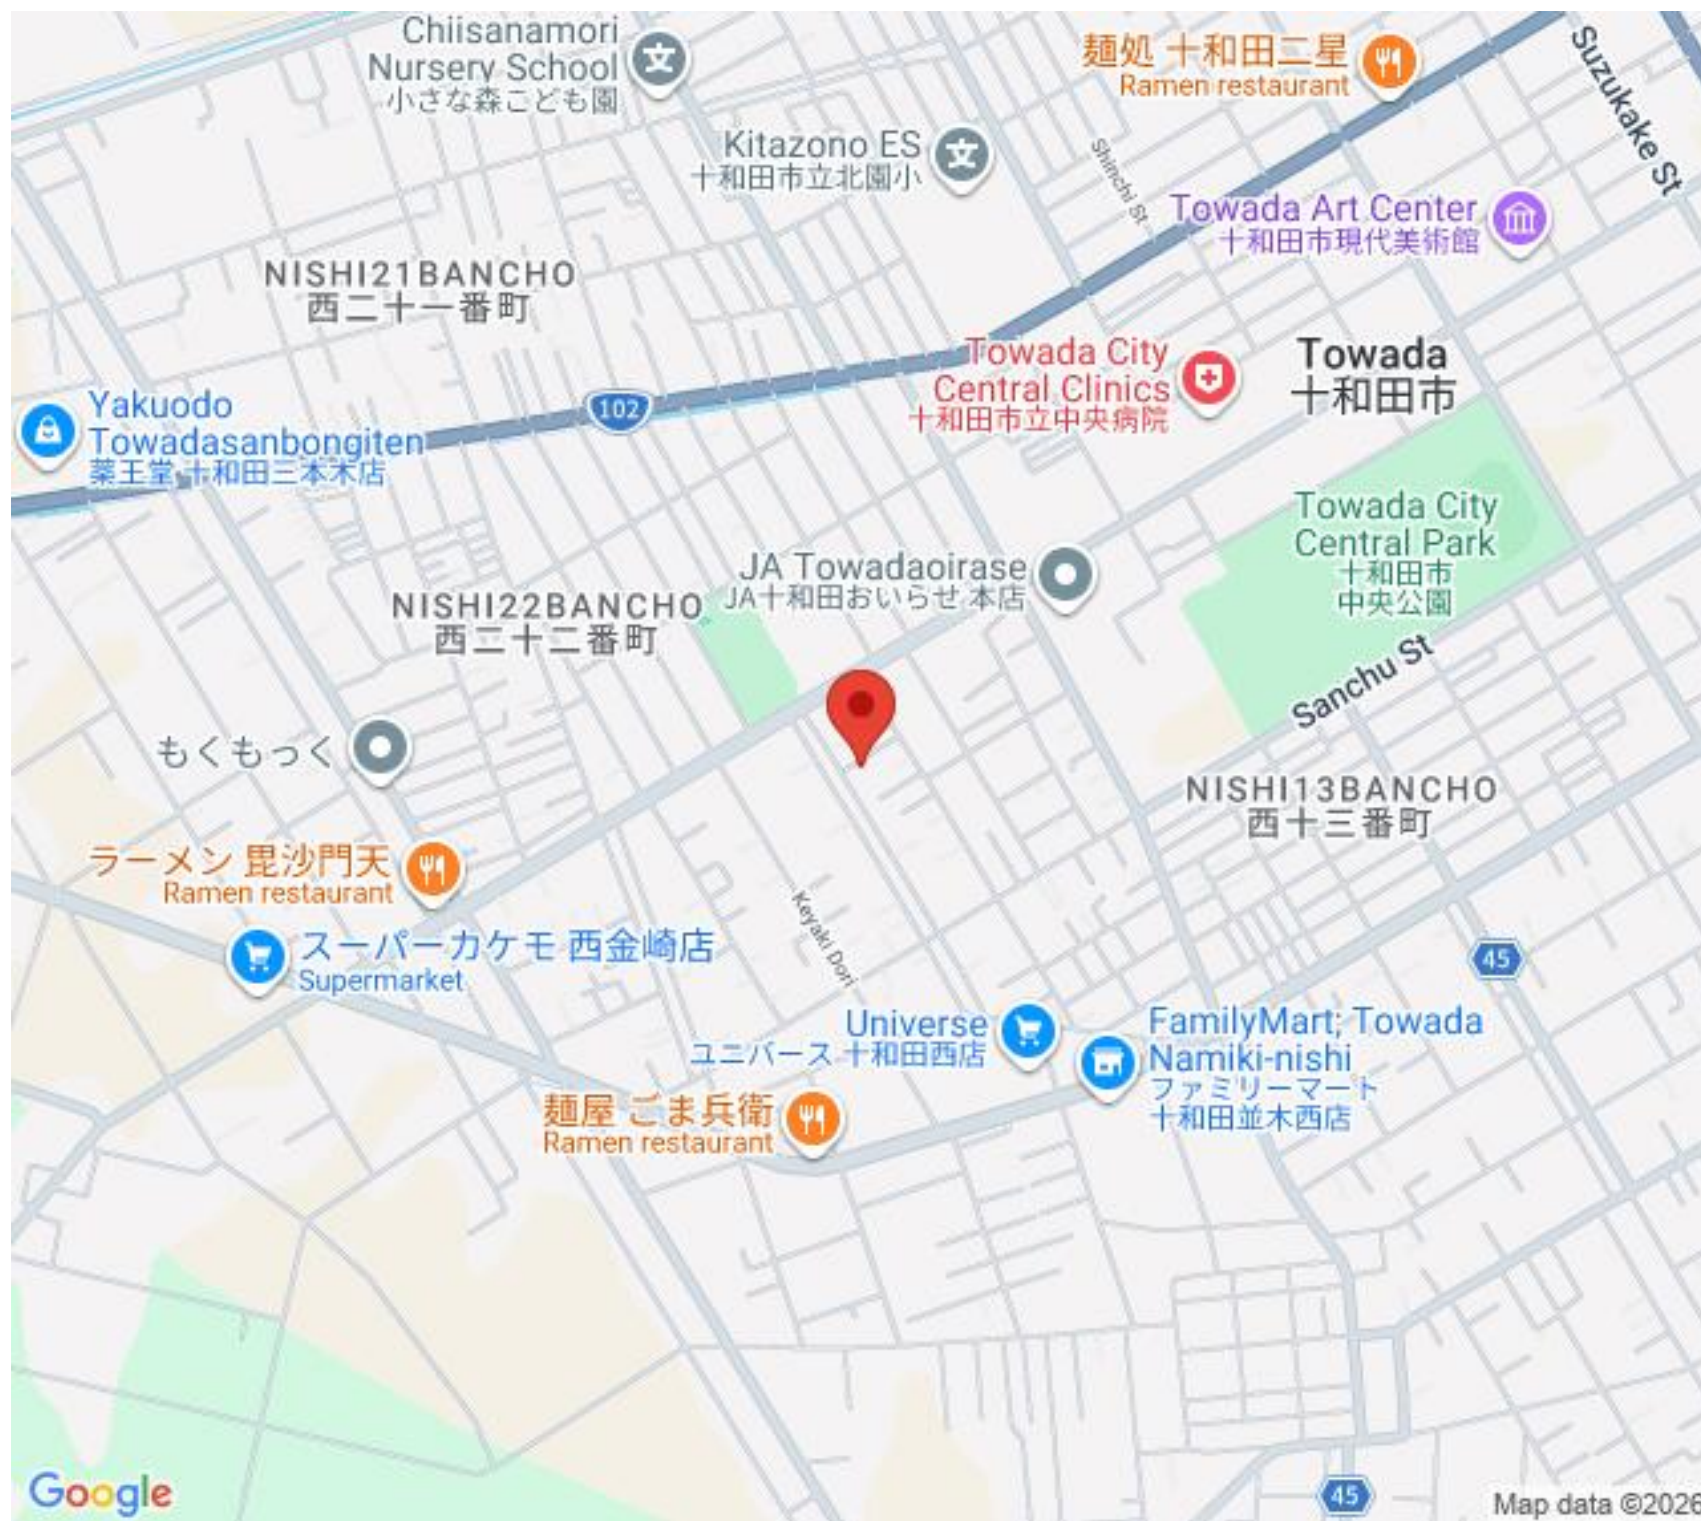 Chiisanamori
Nursery School
小さな森こども園
麺処 十和田二星
Ramen restaurant
Suzukake St
Kitazono ES
十和田市立北園小
Shinchi St
Towada Art Center
十和田市現代美術館
NISHI21BANCHO
西二十一番町
Towada City
Central Clinics
十和田市立中央病院
Towada
十和田市
Yakuodo
Towadasanbongiten
薬王堂 十和田三本木店
102
Towada City
Central Park
十和田市
中央公園
JA Towadaoirase
JA十和田おいらせ 本店
NISHI22BANCHO
西二十二番町
Sanchu St
もくもっく
NISHI13BANCHO
西十三番町
ラーメン 毘沙門天
Ramen restaurant
Keyaki Dori
スーパーカケモ 西金崎店
Supermarket
45
Universe
ユニバース 十和田西店
FamilyMart; Towada
Namiki-nishi
ファミリーマート
十和田並木西店
麺屋 ごま兵衛
Ramen restaurant
45
Google
Map data ©2026